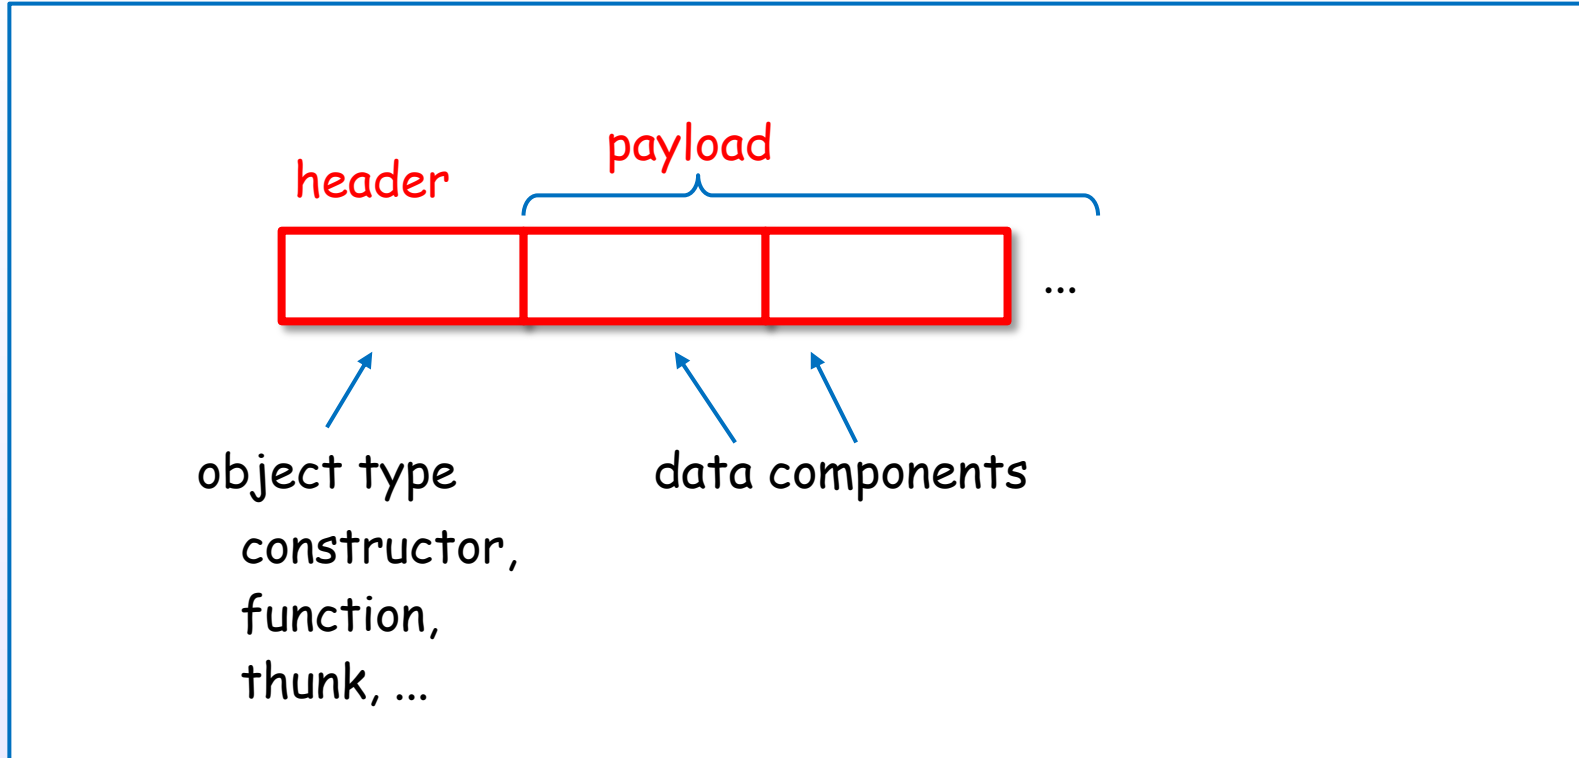 payload
header
...
object type
data components
constructor,
function,
thunk, ...